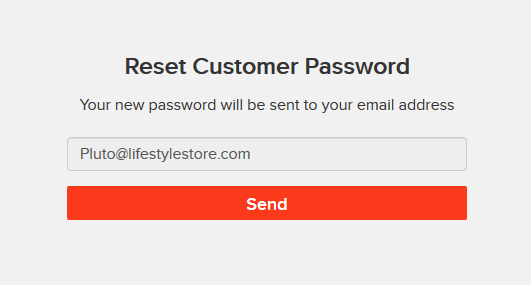 Reset Customer Password
Your new password will be sent to your email address
Pluto@lifestylestore.com
Send